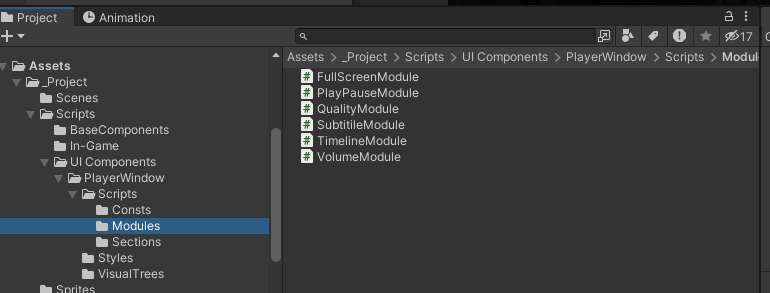 Project
Animation
17
Assets
_Project
Scenes
Scripts
BaseComponents
In-Game
UI Components
PlayerWindow
Scripts
Consts
Modules
Sections
Styles
VisualTrees
Sprites
Assets > _Project > Scripts > UI Components > PlayerWindow > Scripts > Modul
# FullScreenModule
# PlayPauseModule
# QualityModule
# SubtitileModule
# TimelineModule
# VolumeModule